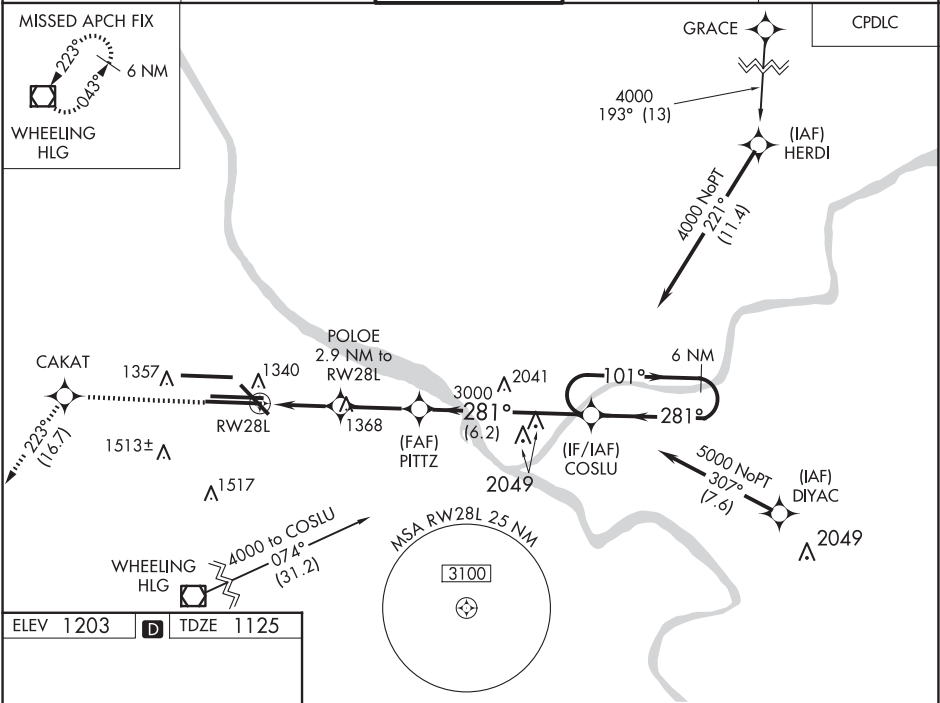 MISSED APCH FIX
223°
043°
6 NM
WHEELING
HLG
GRACE
CPDLC
4000
193° (13)
(IAF)
HERDI
4000 NoPT
221°
(11.4)
POLOE
2.9 NM to
RW28L
CAKAT
1357
1340
RW28L
1368
3000
281°
(6.2)
2041
6 NM
101°
281°
(FAF)
PITTZ
(IF/IAF)
COSLU
223°
(16.7)
1513±
1517
2049
5000 NoPT
307°
(7.6)
(IAF)
DIYAC
2049
4000 to COSLU
074°
(31.2)
WHEELING
HLG
MSA RW28L 25 NM
3100
ELEV 1203
D
TDZE 1125